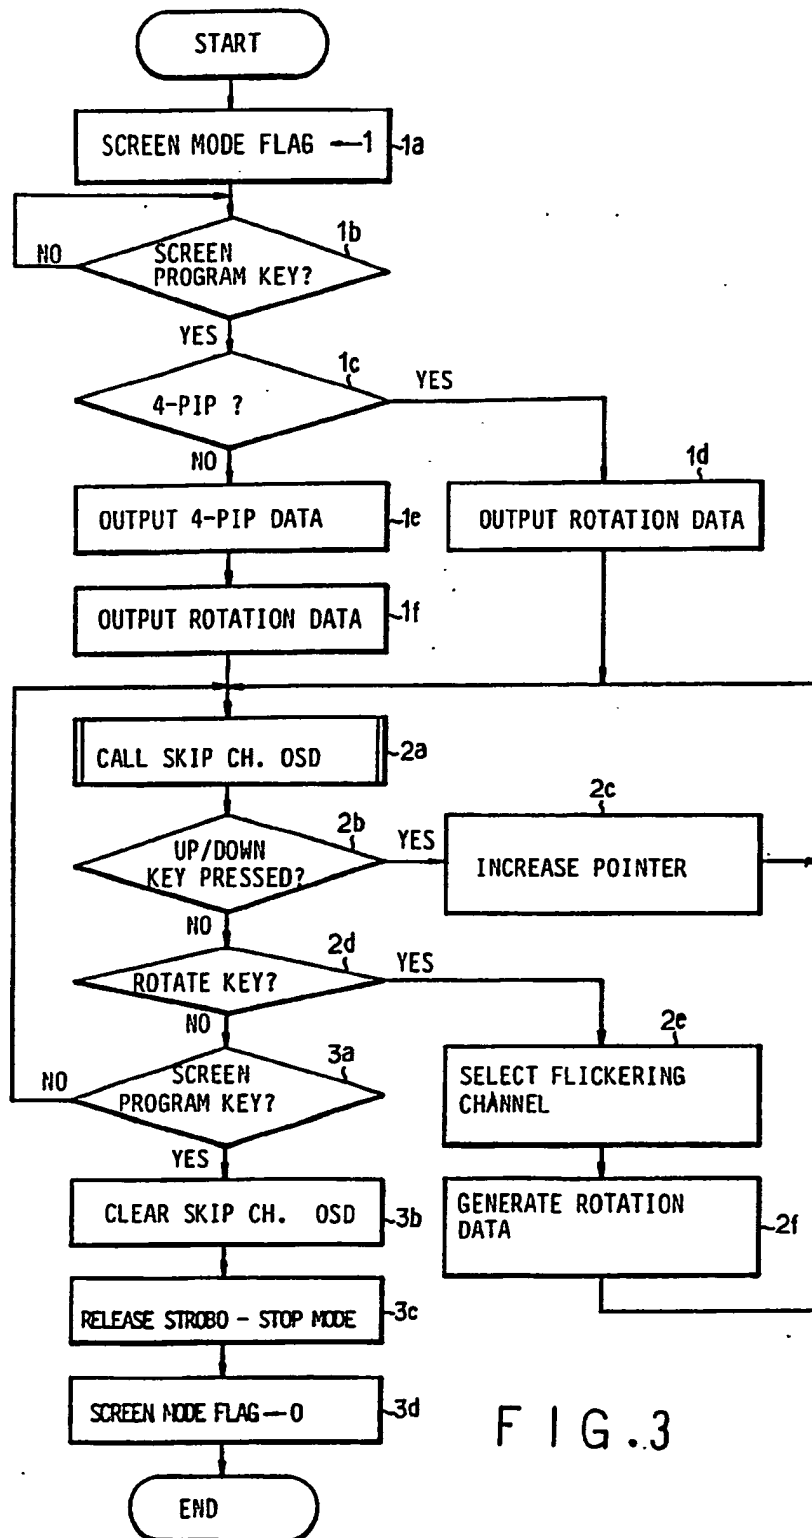 START
SCREEN MODE FLAG ←1
1a
1b
SCREEN
PROGRAM KEY?
NO
YES
1c
4-PIP ?
YES
NO
1d
OUTPUT 4-PIP DATA
1e
OUTPUT ROTATION DATA
OUTPUT ROTATION DATA
1f
CALL SKIP CH. OSD
2a
2b
UP/DOWN
KEY PRESSED?
YES
2c
INCREASE POINTER
NO
2d
ROTATE KEY?
YES
NO
2e
SELECT FLICKERING
CHANNEL
3a
SCREEN
PROGRAM KEY?
NO
YES
GENERATE ROTATION
DATA
2f
CLEAR SKIP CH. OSD
3b
RELEASE STROBO - STOP MODE
3c
SCREEN MODE FLAG←0
3d
END
FIG.3